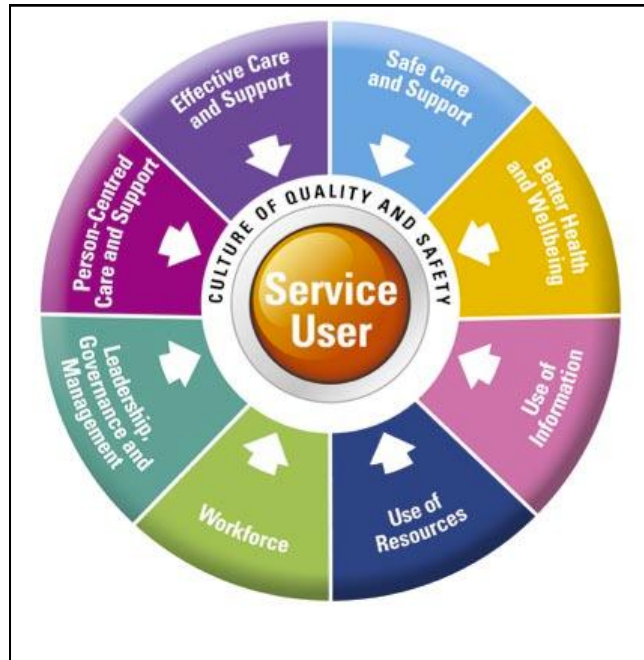 Effective Care
and Support
Safe Care
and Support
Better Health
and Wellbeing
Use of
Information
Use of
Resources
Workforce
Leadership,
Governance and
Management
Person-Centred
Care and Support
CULTURE OF QUALITY AND SAFETY
Service
User